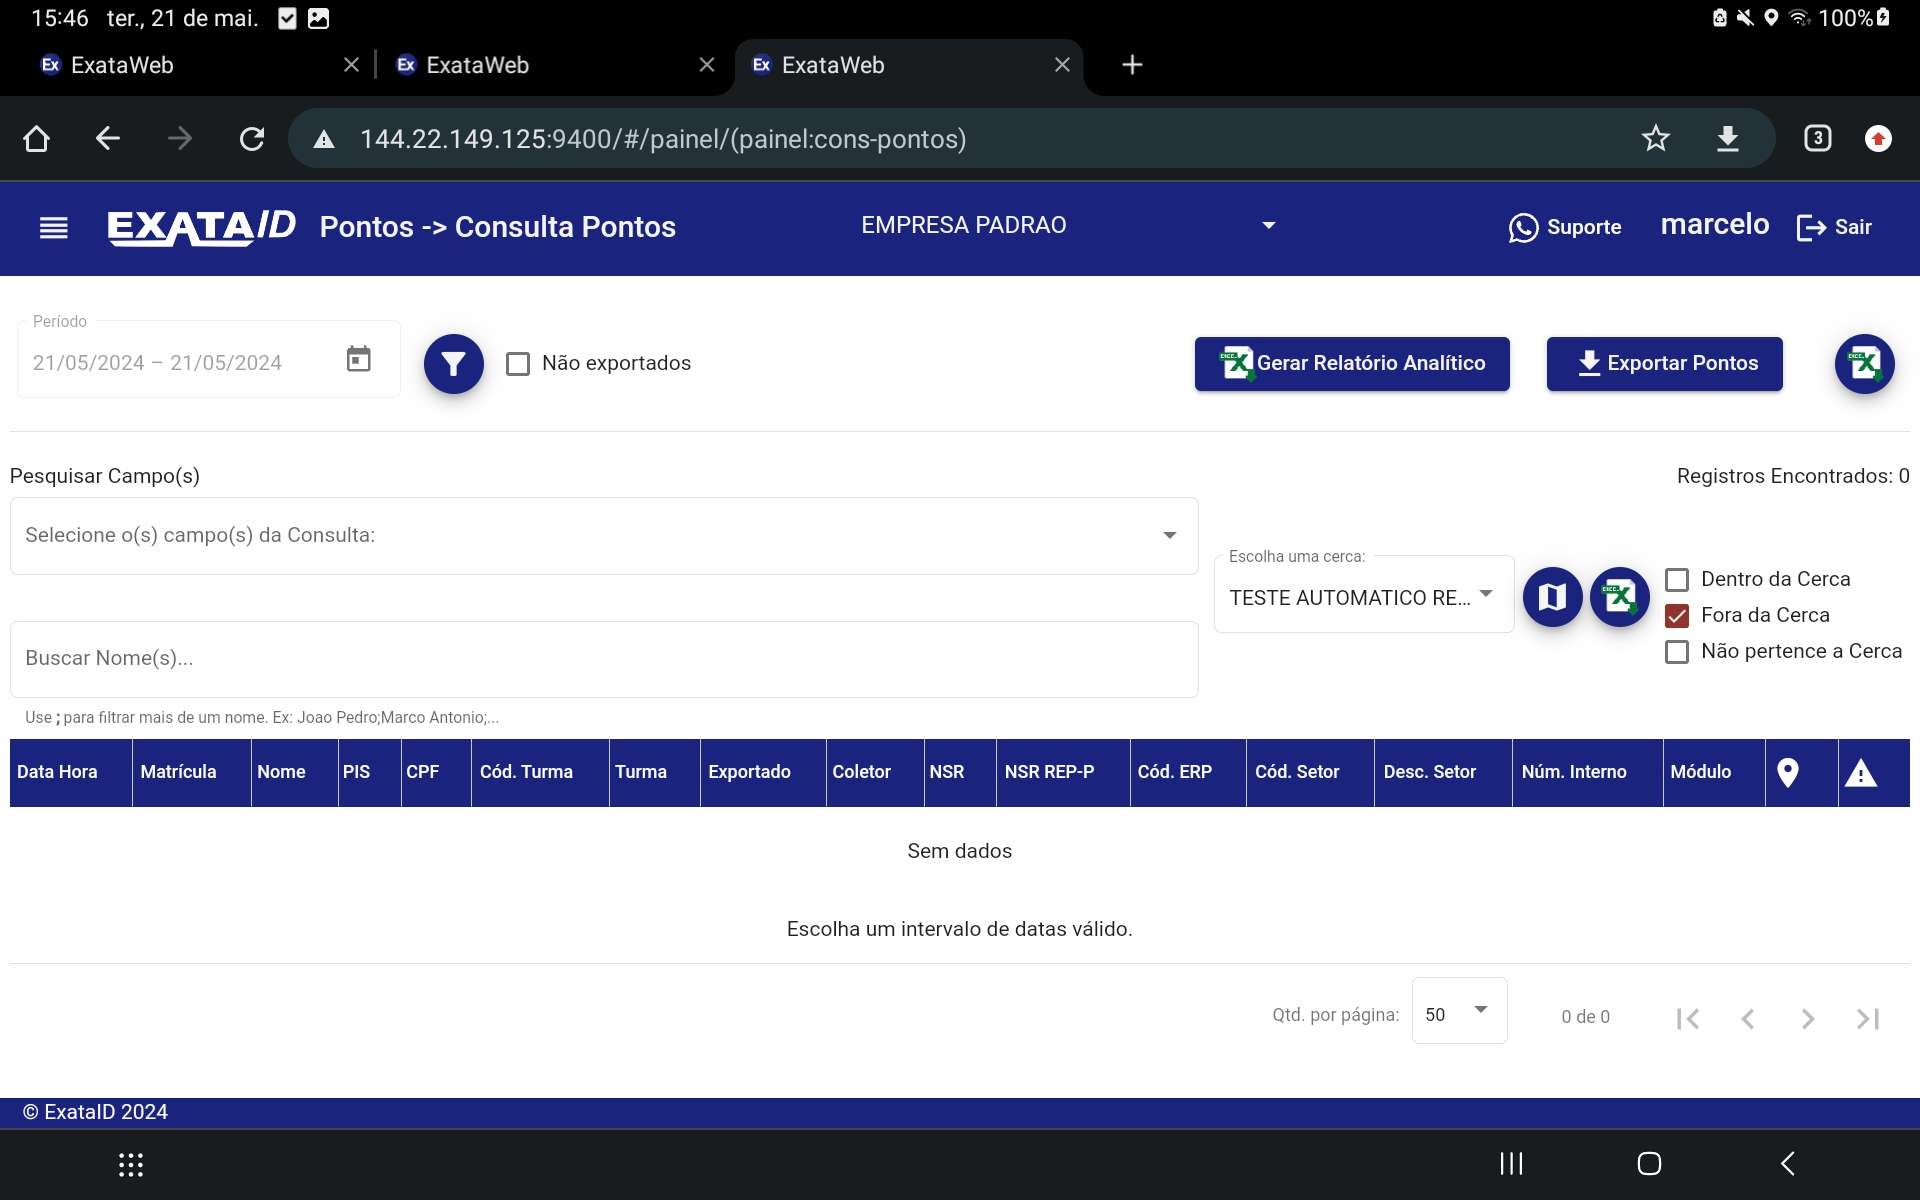 15:46 ter., 21 de mai. 100%
Ex ExataWeb Ex ExataWeb Ex ExataWeb
144.22.149.125:9400/#/painel/(painel:cons-pontos) 3
EXATAID Pontos -> Consulta Pontos EMPRESA PADRAO Suporte marcelo Sair
Período
21/05/2024 – 21/05/2024 Não exportados Gerar Relatório Analítico Exportar Pontos
Pesquisar Campo(s) Registros Encontrados: 0
Selecione o(s) campo(s) da Consulta:
Escolha uma cerca:
TESTE AUTOMATICO RE...
Dentro da Cerca
Fora da Cerca
Não pertence a Cerca
Buscar Nome(s)...
Use ; para filtrar mais de um nome. Ex: Joao Pedro;Marco Antonio;...
Data Hora Matrícula Nome PIS CPF Cód. Turma Turma Exportado Coletor NSR NSR REP-P Cód. ERP Cód. Setor Desc. Setor Núm. Interno Módulo
Sem dados
Escolha um intervalo de datas válido.
Qtd. por página: 50 0 de 0
© ExataID 2024